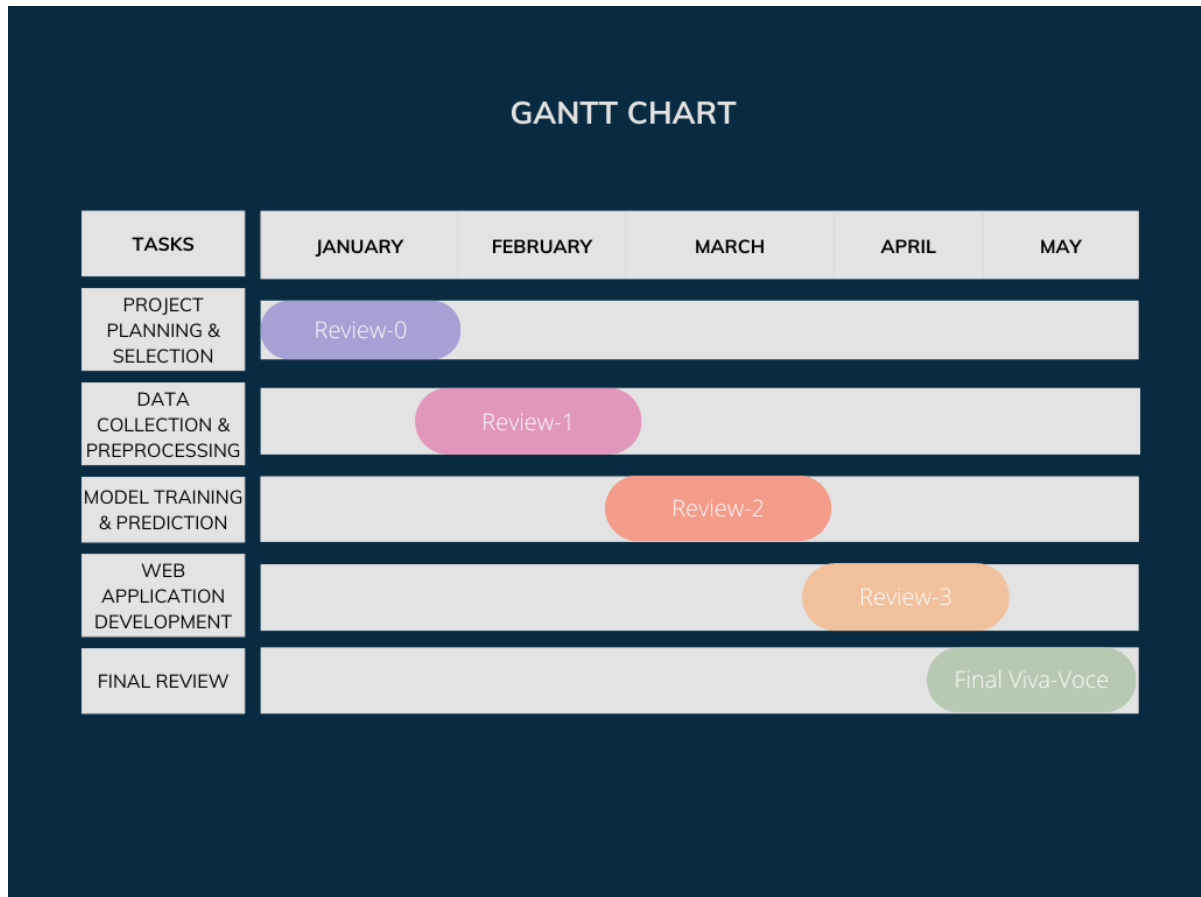 GANTT CHART
TASKS
JANUARY
FEBRUARY
MARCH
APRIL
MAY
PROJECT
PLANNING &
SELECTION
Review-0
DATA
COLLECTION &
PREPROCESSING
Review-1
MODEL TRAINING
& PREDICTION
Review-2
WEB
APPLICATION
DEVELOPMENT
Review-3
FINAL REVIEW
Final Viva-Voce